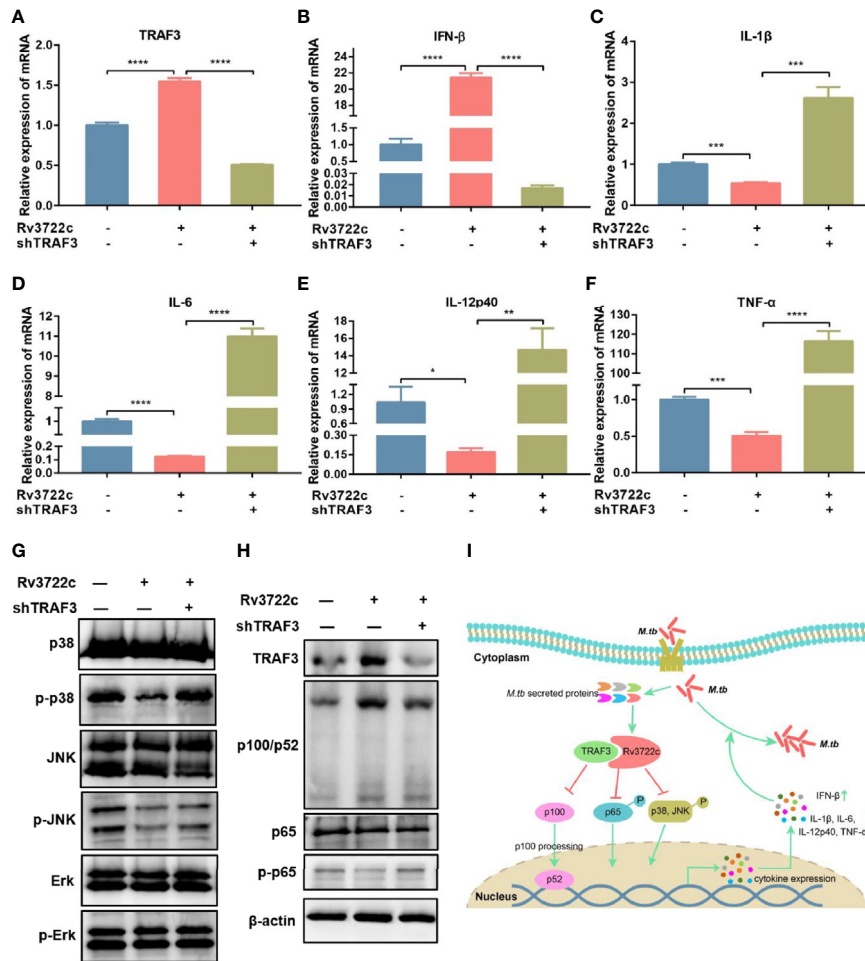 A
TRAF3
Relative expression of mRNA
2.0
1.5
1.0
0.5
0.0
****
****
Rv3722c - + +
shTRAF3 - - +
B
IFN-β
Relative expression of mRNA
24
22
20
18
16
1.5
1.0
0.5
0.03
0.02
0.01
0.00
****
****
Rv3722c - + +
shTRAF3 - - +
C
IL-1β
Relative expression of mRNA
4
3
2
1
0
***
***
Rv3722c - + +
shTRAF3 - - +
D
IL-6
Relative expression of mRNA
12
11
10
9
8
2
1
0.2
0.1
0.0
****
****
Rv3722c - + +
shTRAF3 - - +
E
IL-12p40
Relative expression of mRNA
18
16
14
12
10
1.2
0.9
0.6
0.30
0.15
0.00
*
**
Rv3722c - + +
shTRAF3 - - +
F
TNF-α
Relative expression of mRNA
130
120
110
100
1.0
0.5
0.0
***
****
Rv3722c - + +
shTRAF3 - - +
G
Rv3722c — + +
shTRAF3 — — +
p38
p-p38
JNK
p-JNK
Erk
p-Erk
H
Rv3722c — + +
shTRAF3 — — +
TRAF3
p100/p52
p65
p-p65
β-actin
I
M.tb
Cytoplasm
M.tb secreted proteins
M.tb
M.tb
TRAF3
Rv3722c
p100
p65
P
p38, JNK
P
IFN-β↑
IL-1β, IL-6,
IL-12p40, TNF-α
p100 processing
p52
cytokine expression
Nucleus